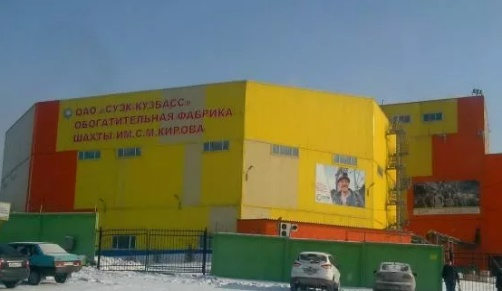 ОАО «СУЭК-КУЗБАСС»
ОБОГАТИТЕЛЬНАЯ ФАБРИКА
ШАХТЫ ИМ.С.М.КИРОВА